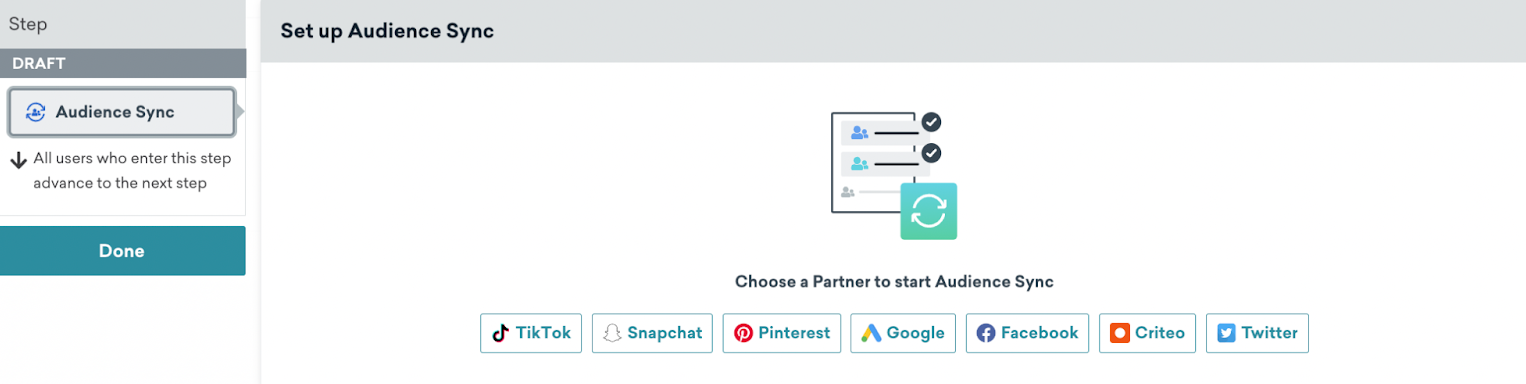 Step
DRAFT
Audience Sync
All users who enter this step
advance to the next step
Done
Set up Audience Sync
Choose a Partner to start Audience Sync
TikTok Snapchat Pinterest Google Facebook Criteo Twitter